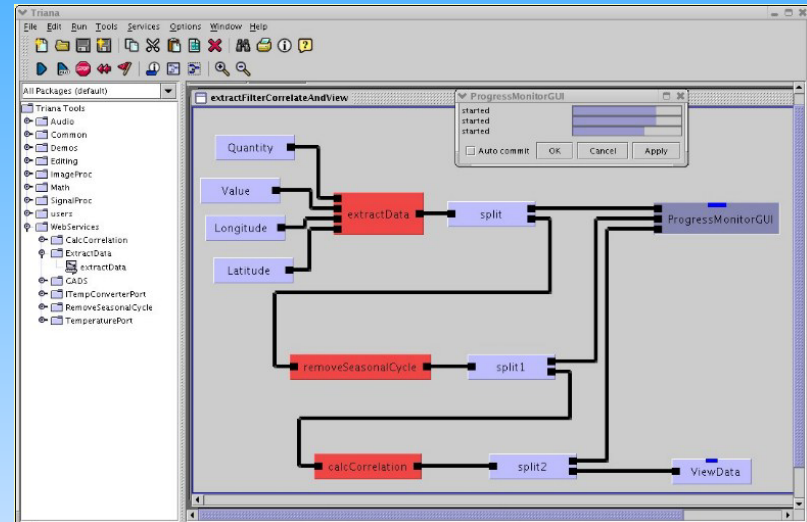 Triana
File Edit Run Tools Services Options Window Help
All Packages (default)
Triana Tools
Audio
Common
Demos
Editing
ImageProc
Math
SignalProc
users
WebServices
CalcCorrelation
ExtractData
extractData
CADS
ITempConverterPort
RemoveSeasonalCycle
TemperaturePort
extractFilterCorrelateAndView
ProgressMonitorGUI
started
started
started
Auto commit OK Cancel Apply
Quantity
Value
Longitude
Latitude
extractData
split
ProgressMonitorGUI
removeSeasonalCycle
split1
calcCorrelation
split2
ViewData